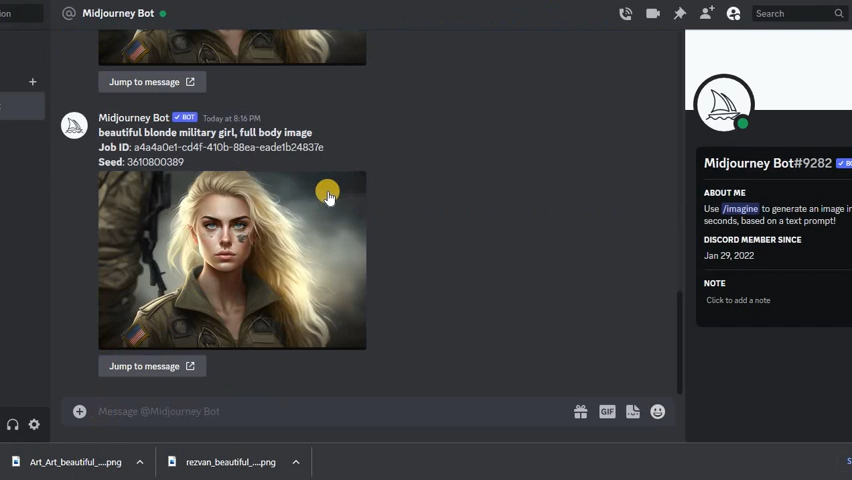 ion
@ Midjourney Bot
Search
Jump to message
Midjourney Bot ✓ BOT Today at 8:16 PM
beautiful blonde military girl, full body image
Job ID: a4a4a0e1-cd4f-410b-88ea-eade1b24837e
Seed: 3610800389
Jump to message
Message @Midjourney Bot
GIF
Midjourney Bot#9282 ✓ BO
ABOUT ME
Use /imagine to generate an image in
seconds, based on a text prompt!
DISCORD MEMBER SINCE
Jan 29, 2022
NOTE
Click to add a note
Art_Art_beautiful_....png
rezvan_beautiful_....png
S